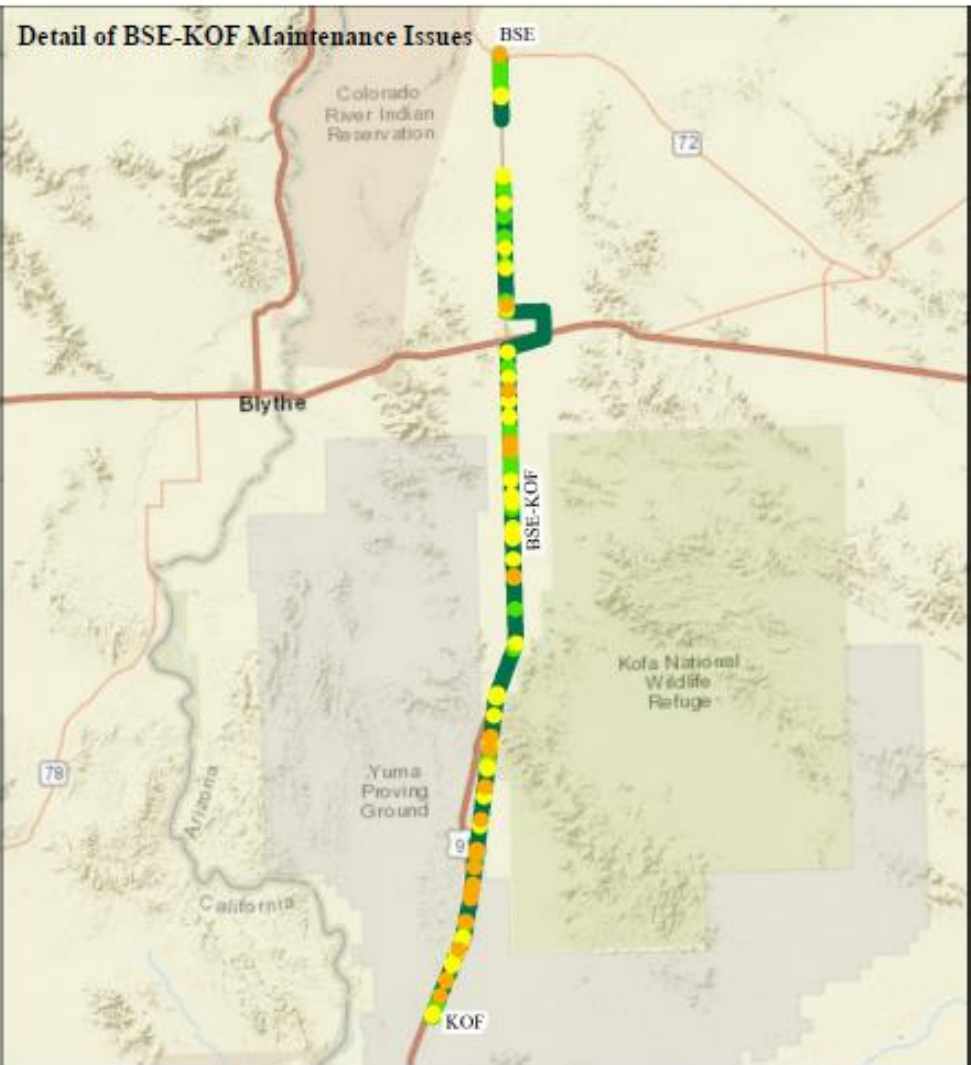 Detail of BSE-KOF Maintenance Issues
BSE
Colorado
River Indian
Reservation
72
Blythe
BSE-KOF
Kofa National
Wildlife
Refuge
78
Yuma
Proving
Ground
Arizona
9
California
KOF